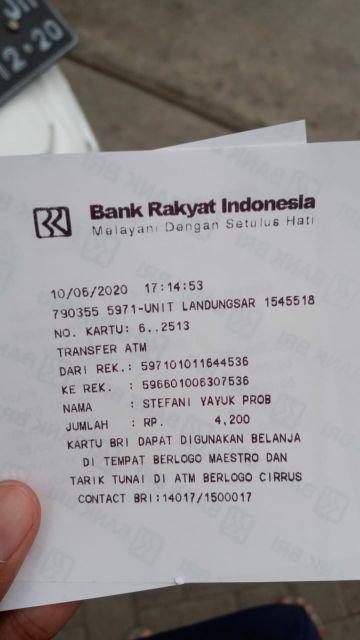 12·20
Bank Rakyat Indonesia
Melayani Dengan Setulus Hati
10/06/2020 17:14:53
790355 5971-UNIT LANDUNGSAR 1545518
NO. KARTU: 6..2513
TRANSFER ATM
DARI REK.: 597101011644536
KE REK. : 596601006307536
NAMA : STEFANI YAYUK PROB
JUMLAH : RP. 4,200
KARTU BRI DAPAT DIGUNAKAN BELANJA
DI TEMPAT BERLOGO MAESTRO DAN
TARIK TUNAI DI ATM BERLOGO CIRRUS
CONTACT BRI:14017/1500017